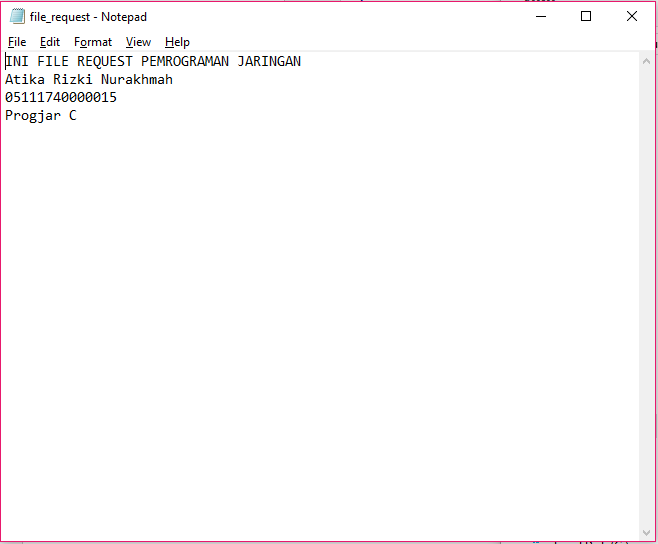 file_request - Notepad
File Edit Format View Help
INI FILE REQUEST PEMROGRAMAN JARINGAN
Atika Rizki Nurakhmah
05111740000015
Progjar C